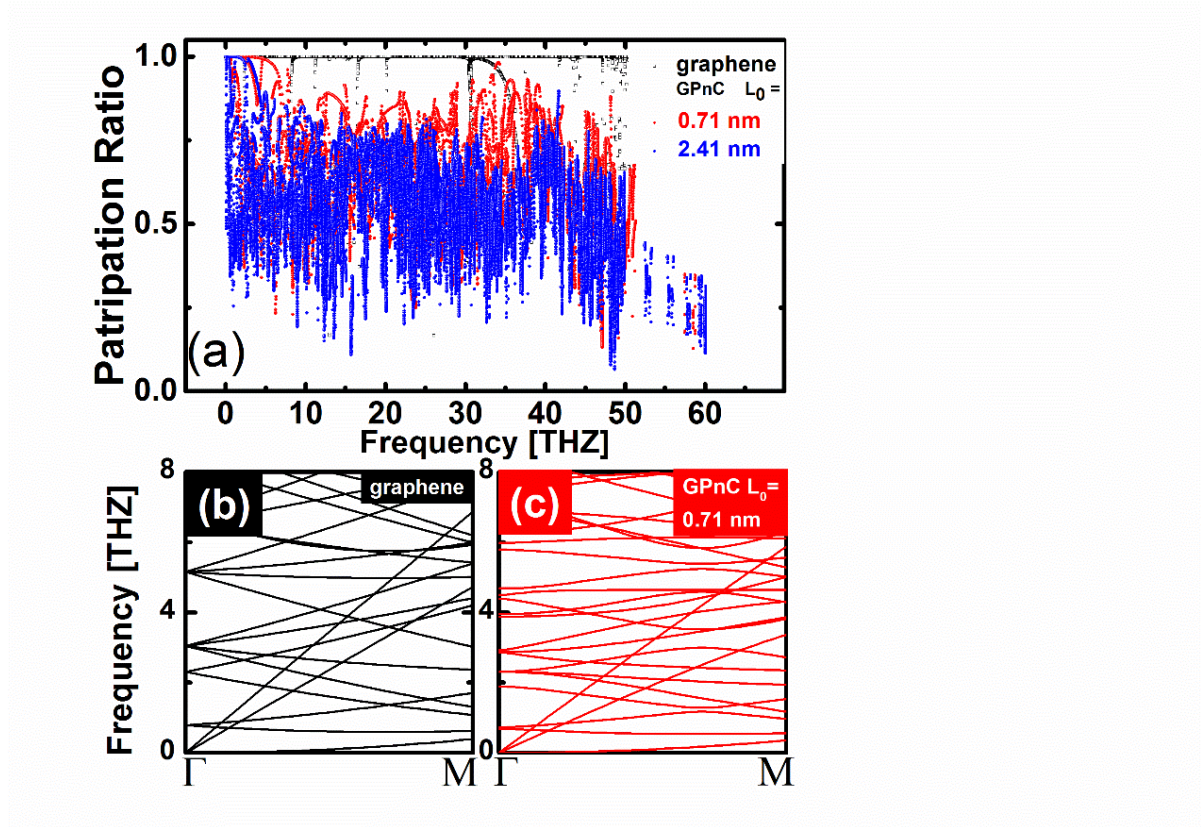 1.0
0.5
0.0
Patripation Ratio
(a)
graphene
GPnC L0 =
0.71 nm
2.41 nm
0 10 20 30 40 50 60
Frequency [THZ]
8
4
0
Frequency [THZ]
(b)
graphene
Γ M
8
4
0
(c)
GPnC L0=
0.71 nm
Γ M